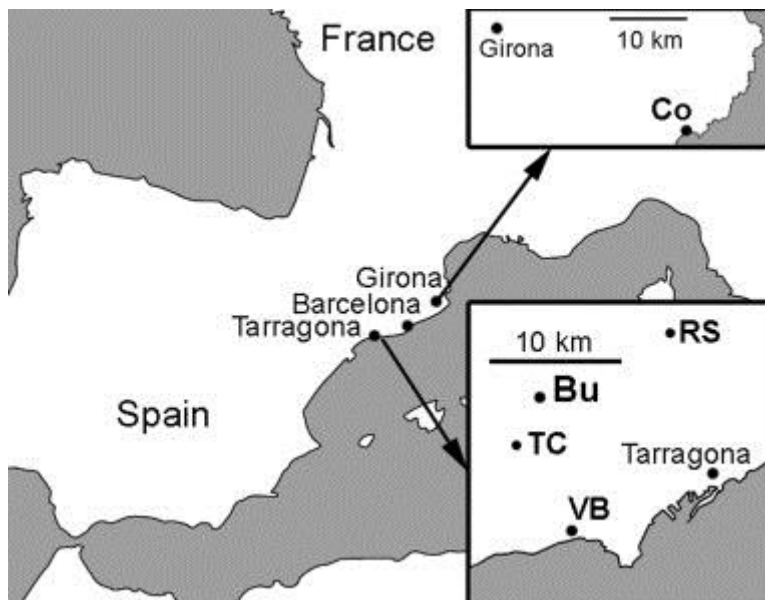 France
10 km
Girona
Co
Girona
Barcelona
Tarragona
Spain
RS
10 km
Bu
TC
Tarragona
VB